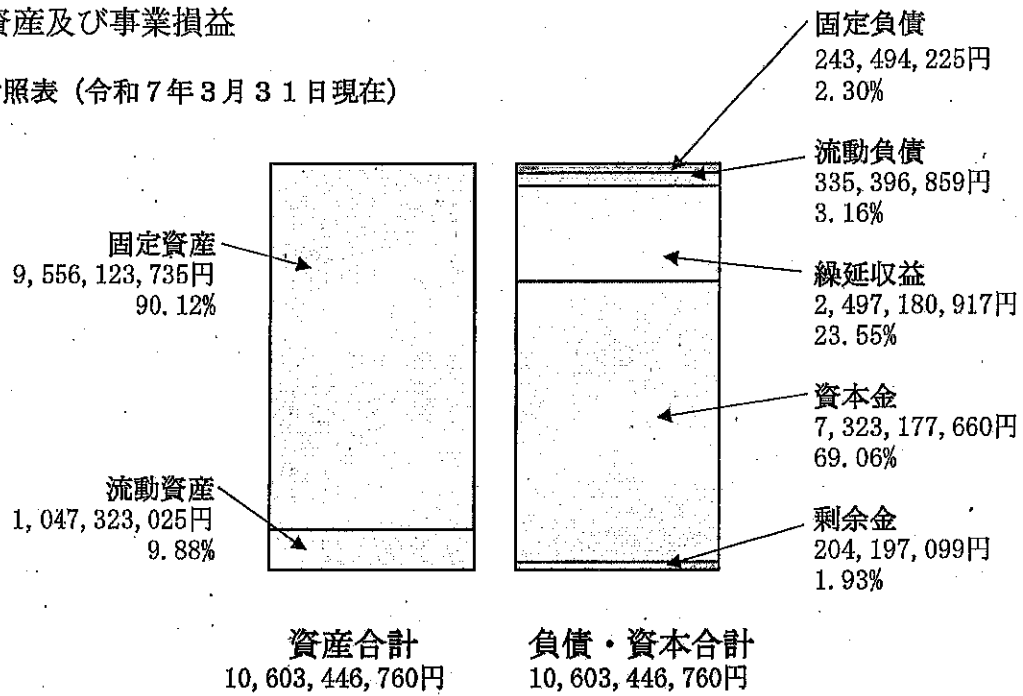 資産及び事業損益
照表（令和７年３月３１日現在）
固定資産
9,556,123,735円
90.12%
流動資産
1,047,323,025円
9.88%
固定負債
243,494,225円
2.30%
流動負債
335,396,859円
3.16%
繰延収益
2,497,180,917円
23.55%
資本金
7,323,177,660円
69.06%
剰余金
204,197,099円
1.93%
資産合計
10,603,446,760円
負債・資本合計
10,603,446,760円